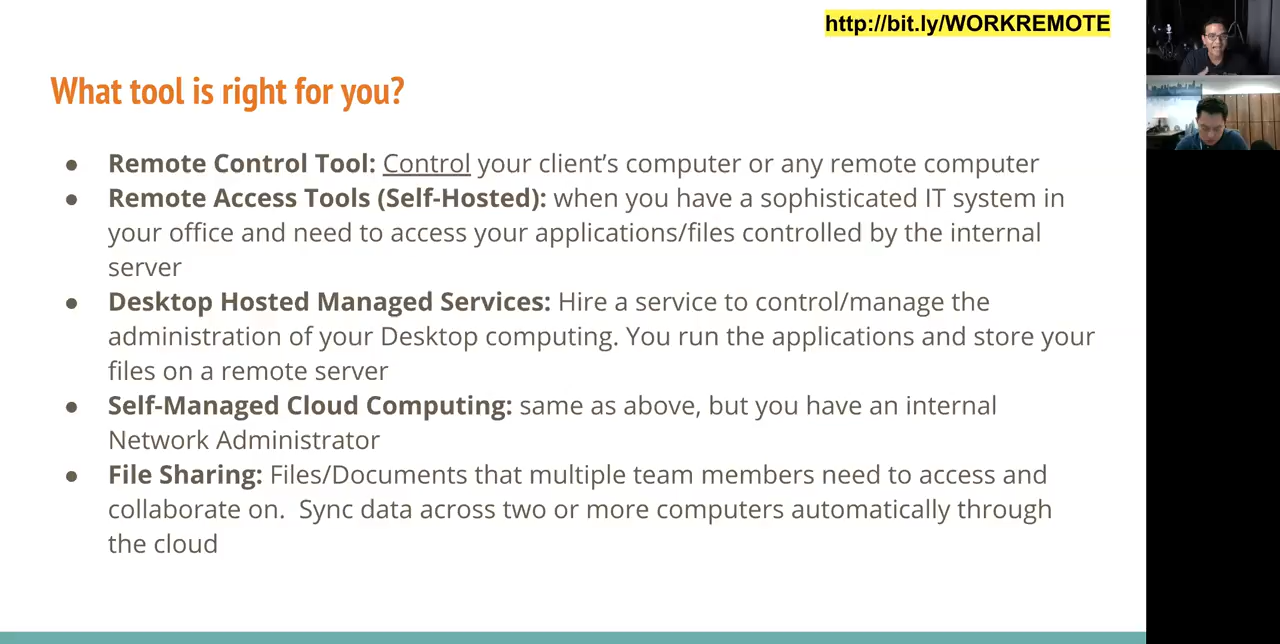 http://bit.ly/WORKREMOTE
What tool is right for you?
● Remote Control Tool: Control your client's computer or any remote computer
● Remote Access Tools (Self-Hosted): when you have a sophisticated IT system in
your office and need to access your applications/files controlled by the internal
server
● Desktop Hosted Managed Services: Hire a service to control/manage the
administration of your Desktop computing. You run the applications and store your
files on a remote server
● Self-Managed Cloud Computing: same as above, but you have an internal
Network Administrator
● File Sharing: Files/Documents that multiple team members need to access and
collaborate on.  Sync data across two or more computers automatically through
the cloud